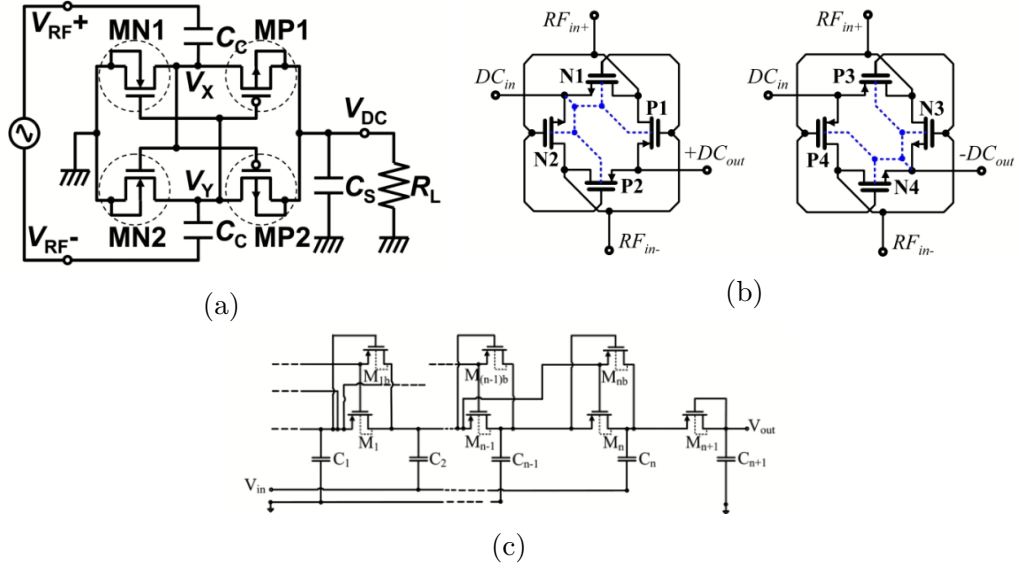 V_RF+ MN1 C_C MP1
V_X
V_DC
V_Y
C_S R_L
V_RF- MN2 C_C MP2
(a)
RF_in+
DC_in N1
P1
N2
P2 +DC_out
RF_in-
RF_in+
DC_in P3
N3
P4
N4 -DC_out
RF_in-
(b)
M_1b M_(n-1)b M_nb
M_1 M_n-1 M_n M_n+1 V_out
C_1 C_2 C_n-1 C_n C_n+1
V_in
(c)